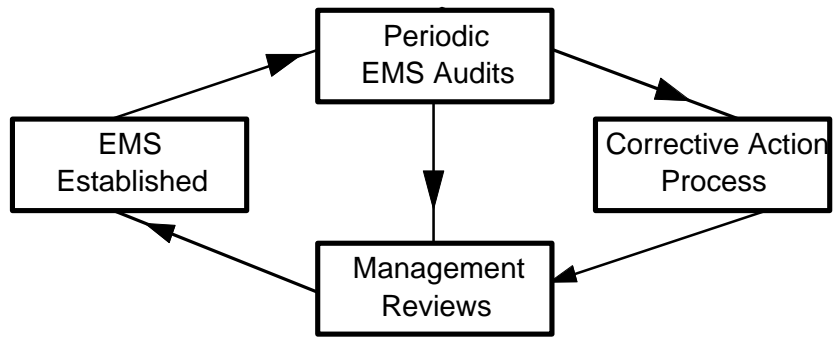 Periodic
EMS Audits
EMS
Established
Corrective Action
Process
Management
Reviews